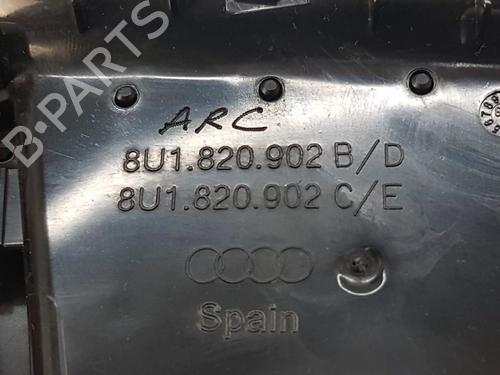 B-PARTS
ARC
8U1.820.902 B/D
8U1.820.902 C/E
Spain